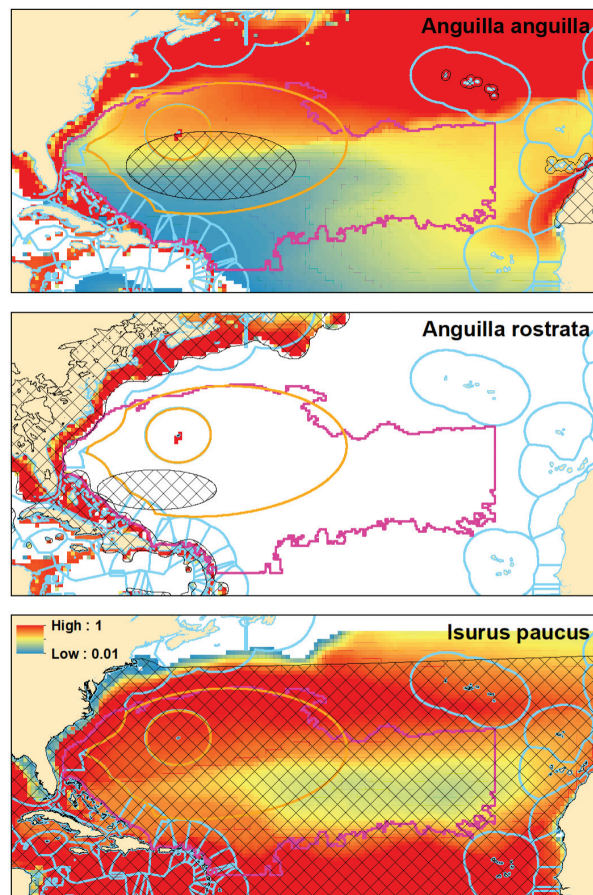 Anguilla anguilla
Anguilla rostrata
Isurus paucus
High : 1
Low : 0.01